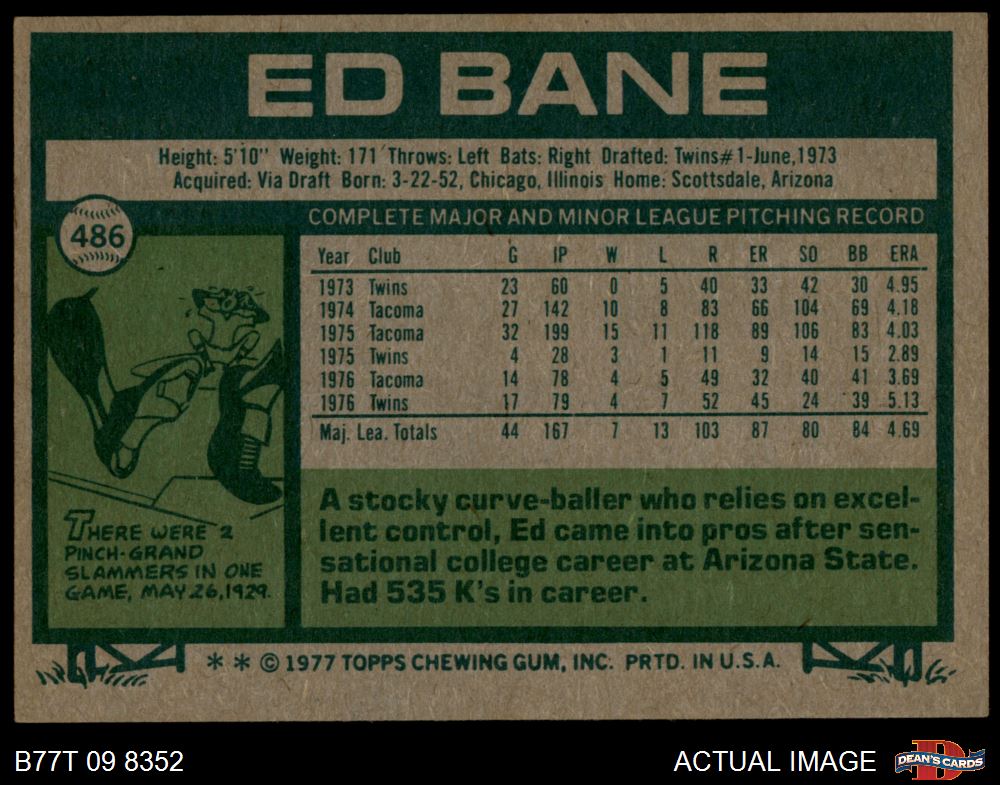 ED BANE
Height: 5'10" Weight: 171 Throws: Left Bats: Right Drafted: Twins#1-June,1973
Acquired: Via Draft Born: 3-22-52, Chicago, Illinois Home: Scottsdale, Arizona
486
COMPLETE MAJOR AND MINOR LEAGUE PITCHING RECORD
Year Club G IP W L R ER SO BB ERA
1973 Twins 23 60 0 5 40 33 42 30 4.95
1974 Tacoma 27 142 10 8 83 66 104 69 4.18
1975 Tacoma 32 199 15 11 118 89 106 83 4.03
1975 Twins 4 28 3 1 11 9 14 15 2.89
1976 Tacoma 14 78 4 5 49 32 40 41 3.69
1976 Twins 17 79 4 7 52 45 24 39 5.13
Maj. Lea. Totals 44 167 7 13 103 87 80 84 4.69
THERE WERE 2
PINCH-GRAND
SLAMMERS IN ONE
GAME, MAY 26, 1929.
A stocky curve-baller who relies on excel-
lent control, Ed came into pros after sen-
sational college career at Arizona State.
Had 535 K's in career.
* * © 1977 TOPPS CHEWING GUM, INC. PRTD. IN U.S.A.
B77T 09 8352
ACTUAL IMAGE
DEAN'S CARDS